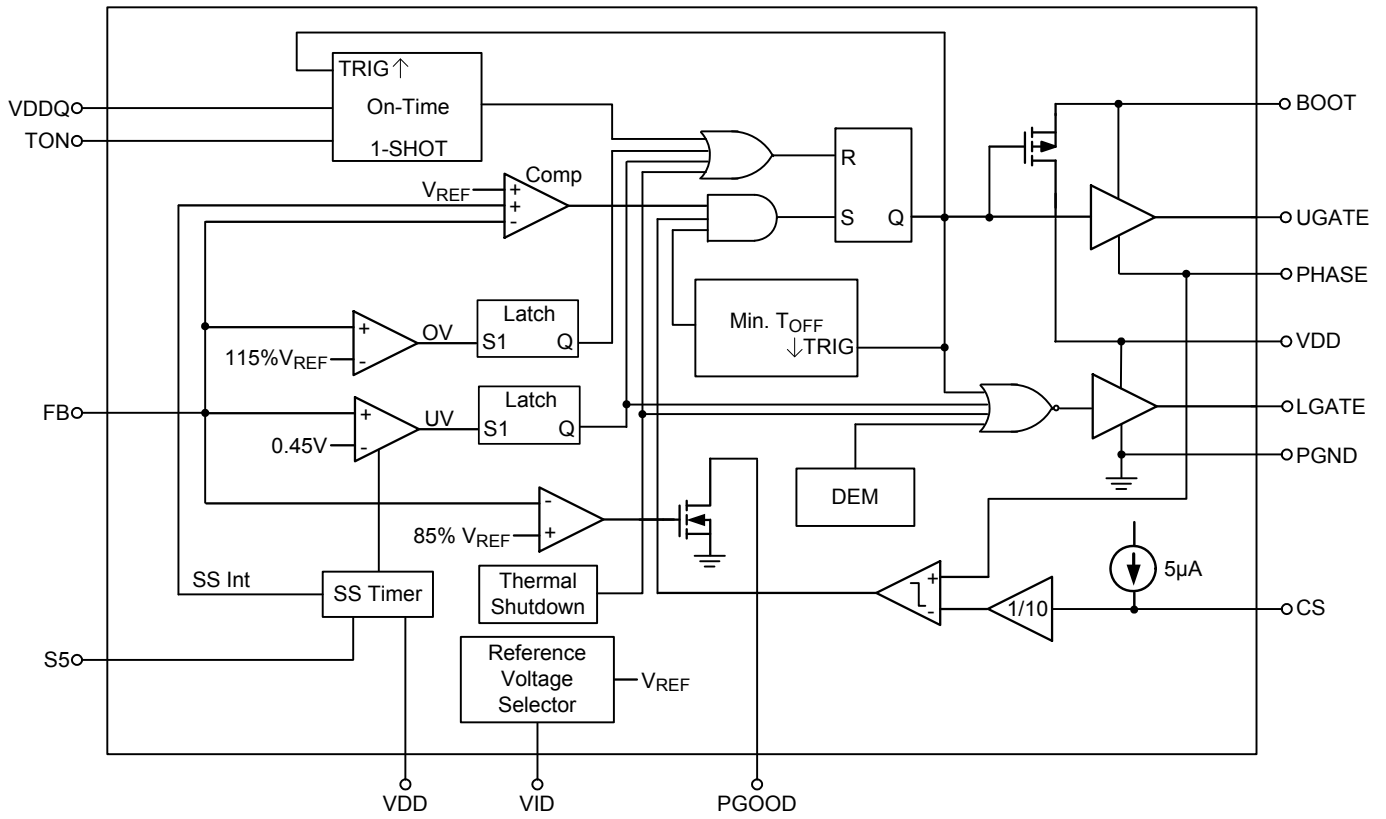 TRIG↑
On-Time
1-SHOT
VDDQ
TON
BOOT
R
S
Q
Comp
VREF
+
+
-
UGATE
PHASE
Min. TOFF
↓TRIG
Latch
S1
Q
OV
+
-
115%VREF
VDD
FB
Latch
S1
Q
UV
+
-
0.45V
LGATE
PGND
DEM
-
+
85% VREF
SS Int
SS Timer
Thermal
Shutdown
+
-
1/10
5µA
CS
S5
Reference
Voltage
Selector
VREF
VDD
VID
PGOOD